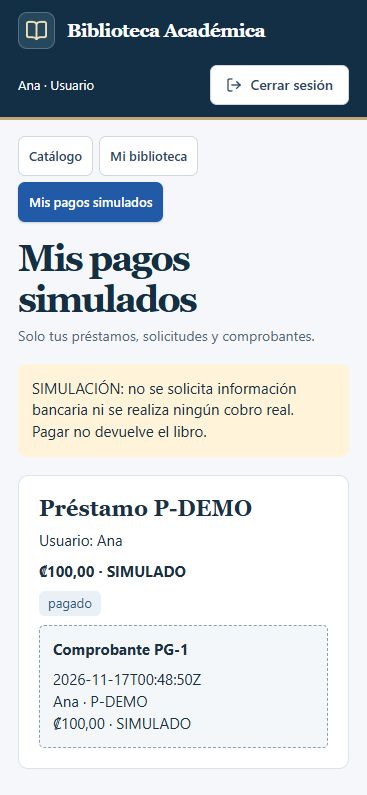 Biblioteca Académica
Ana · Usuario
Cerrar sesión
Catálogo
Mi biblioteca
Mis pagos simulados
Mis pagos
simulados
Solo tus préstamos, solicitudes y comprobantes.
SIMULACIÓN: no se solicita información
bancaria ni se realiza ningún cobro real.
Pagar no devuelve el libro.
Préstamo P-DEMO
Usuario: Ana
₡100,00 · SIMULADO
pagado
Comprobante PG-1
2026-11-17T00:48:50Z
Ana · P-DEMO
₡100,00 · SIMULADO